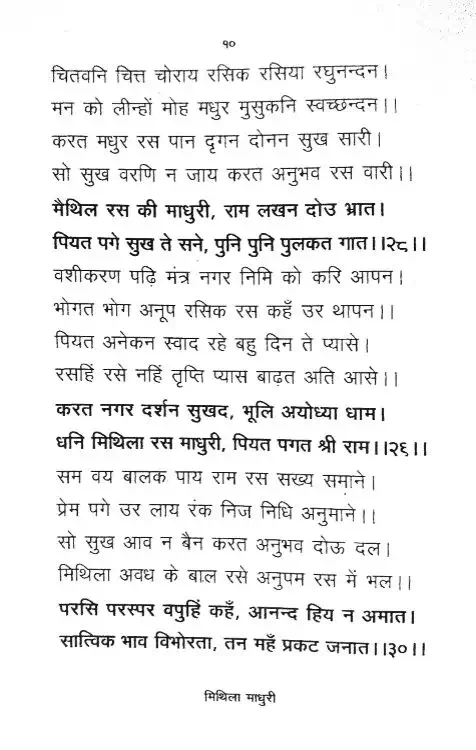 १०
चितवनि चित्त चोराय रसिक रसिया रघुनन्दन।
मन को लीन्हों मोह मधुर मुसुकनि स्वच्छन्दन।।
करत मधुर रस पान दृगन दोनन सुख सारी।
सो सुख वरणि न जाय करत अनुभव रस वारी।।
मैथिल रस की माधुरी, राम लखन दोउ भ्रात।
पियत पगे सुख ते सने, पुनि पुनि पुलकत गात।।२८।।
वशीकरण पढ़ि मंत्र नगर निमि को करि आपन।
भोगत भोग अनूप रसिक रस कहँ उर थापन।।
पियत अनेकन स्वाद रहे बहु दिन ते प्यासे।
रसहिं रसे नहिं तृप्ति प्यास बाढ़त अति आसे।।
करत नगर दर्शन सुखद, भूलि अयोध्या धाम।
धनि मिथिला रस माधुरी, पियत पगत श्री राम।।२६।।
सम वय बालक पाय राम रस सख्य समाने।
प्रेम पगे उर लाय रंक निज निधि अनुमाने।।
सो सुख आव न बैन करत अनुभव दोऊ दल।
मिथिला अवध के बाल रसे अनुपम रस में भल।।
परसि परस्पर वपुहिं कहँ, आनन्द हिय न अमात।
सात्विक भाव विभोरता, तन महँ प्रकट जनात।।३०।।
मिथिला माधुरी